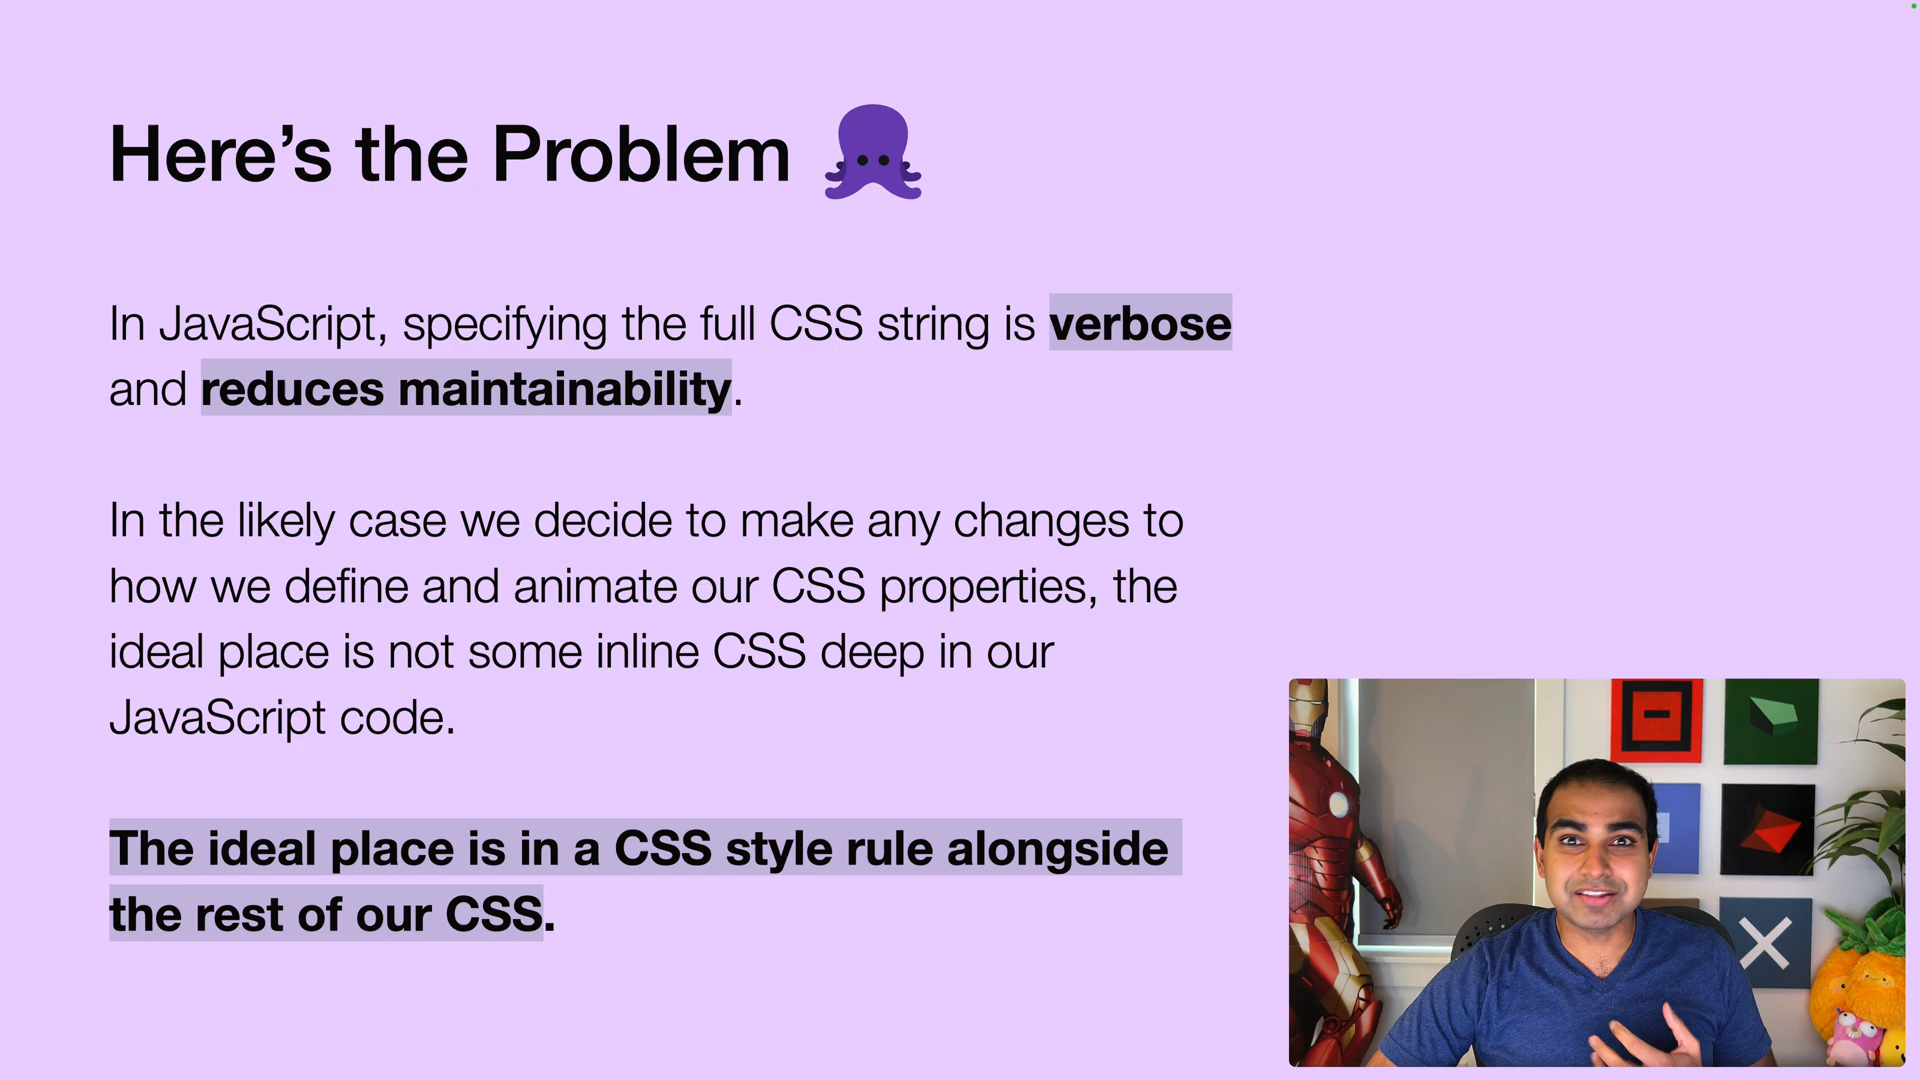 Here’s the Problem
In JavaScript, specifying the full CSS string is verbose
and reduces maintainability.
In the likely case we decide to make any changes to
how we define and animate our CSS properties, the
ideal place is not some inline CSS deep in our
JavaScript code.
The ideal place is in a CSS style rule alongside
the rest of our CSS.